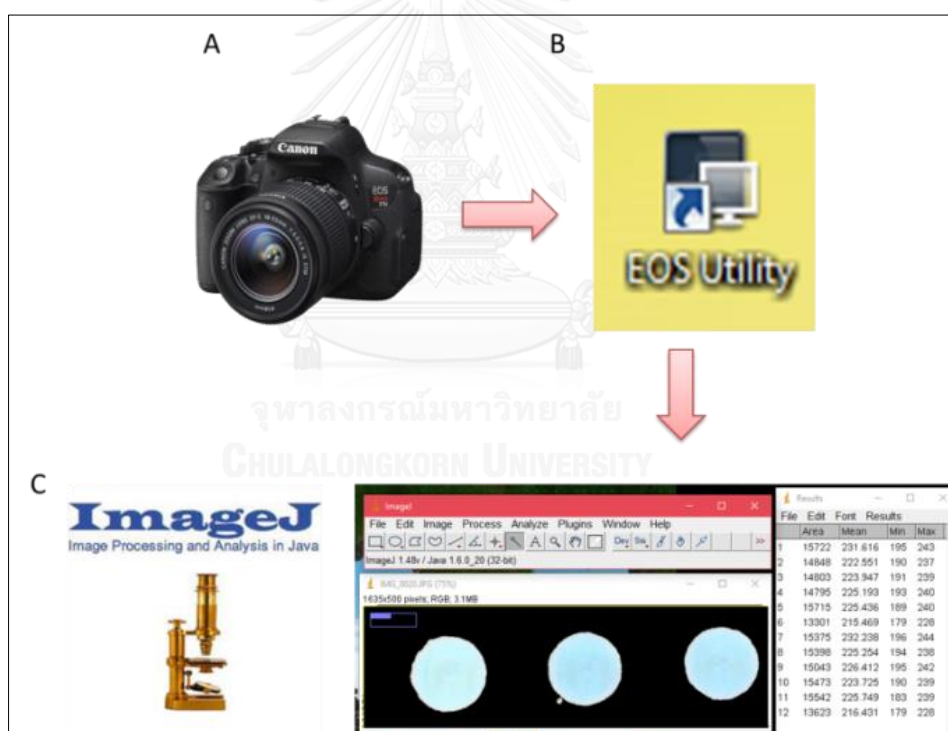 A
B
Canon
EOS
EOS Utility
จุฬาลงกรณ์มหาวิทยาลัย
CHULALONGKORN UNIVERSITY
C
ImageJ
Image Processing and Analysis in Java
ImageJ
File Edit Image Process Analyze Plugins Window Help
Dev Stk >>
ImageJ 1.48v / Java 1.6.0_20 (32-bit)
IMG_0020.JPG (75%)
1635x500 pixels; RGB; 3.1MB
Results
File Edit Font Results
Area Mean Min Max
1 15722 231.616 195 243
2 14848 222.551 190 237
3 14803 223.947 191 239
4 14795 225.193 193 240
5 15715 225.436 189 240
6 13301 215.469 179 228
7 15375 232.238 196 244
8 15398 225.254 194 238
9 15043 226.412 195 242
10 15473 223.725 190 239
11 15542 225.749 183 239
12 13623 216.431 179 228